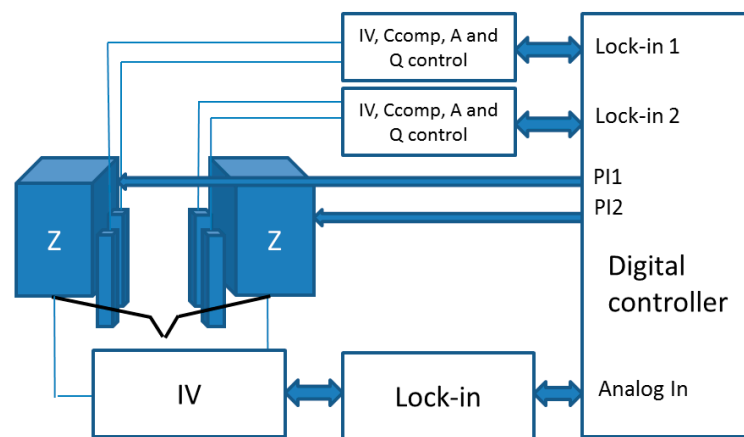 IV, Ccomp, A and
Q control
Lock-in 1
IV, Ccomp, A and
Q control
Lock-in 2
PI1
PI2
Z
Z
Digital
controller
IV
Lock-in
Analog In